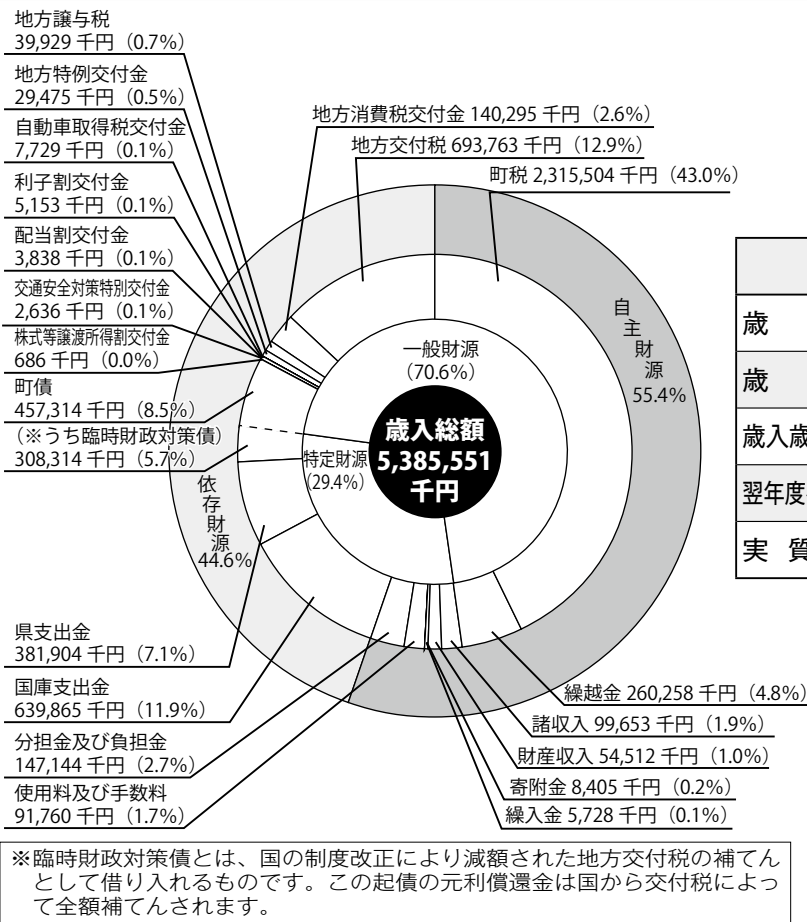 地方譲与税
39,929 千円（0.7%）
地方特例交付金
29,475 千円（0.5%）
自動車取得税交付金
7,729 千円（0.1%）
利子割交付金
5,153 千円（0.1%）
配当割交付金
3,838 千円（0.1%）
交通安全対策特別交付金
2,636 千円（0.1%）
株式等譲渡所得割交付金
686 千円（0.0%）
町債
457,314 千円（8.5%）
（※うち臨時財政対策債）
308,314 千円（5.7%）
県支出金
381,904 千円（7.1%）
国庫支出金
639,865 千円（11.9%）
分担金及び負担金
147,144 千円（2.7%）
使用料及び手数料
91,760 千円（1.7%）
地方消費税交付金 140,295 千円（2.6%）
地方交付税 693,763 千円（12.9%）
町税 2,315,504 千円（43.0%）
自主財源
55.4%
一般財源
（70.6%）
歳入総額
5,385,551
千円
特定財源
（29.4%）
依存財源
44.6%
繰越金 260,258 千円（4.8%）
諸収入 99,653 千円（1.9%）
財産収入 54,512 千円（1.0%）
寄附金 8,405 千円（0.2%）
繰入金 5,728 千円（0.1%）
歳
歳
歳入歳
翌年度
実 質
※臨時財政対策債とは、国の制度改正により減額された地方交付税の補てん
として借り入れるものです。この起債の元利償還金は国から交付税によっ
て全額補てんされます。